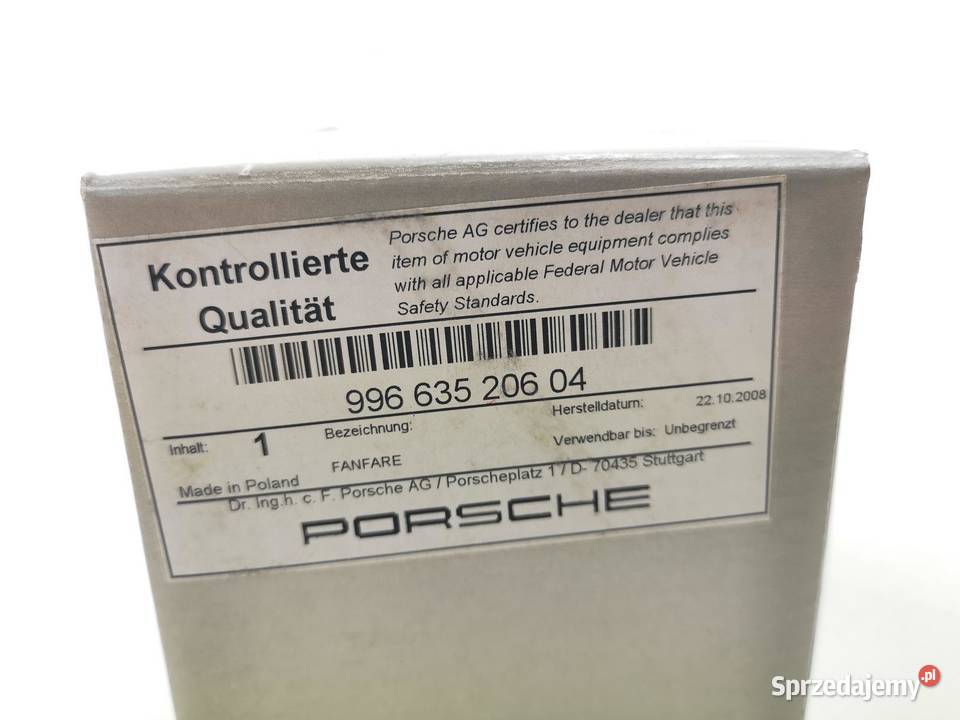 Kontrollierte
Qualität
Porsche AG certifies to the dealer that this
item of motor vehicle equipment complies
with all applicable Federal Motor Vehicle
Safety Standards.
996 635 206 04
Inhalt: 1 Bezeichnung: Herstelldatum: 22.10.2008
FANFARE Verwendbar bis: Unbegrenzt
Made in Poland
Dr. Ing.h. c. F. Porsche AG / Porscheplatz 1 / D- 70435 Stuttgart
PORSCHE
Sprzedajemy.pl